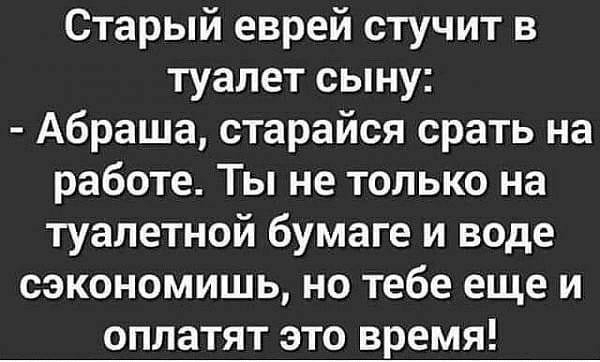 Старый еврей стучит в
туалет сыну:
- Абраша, старайся срать на
работе. Ты не только на
туалетной бумаге и воде
сэкономишь, но тебе еще и
оплатят это время!